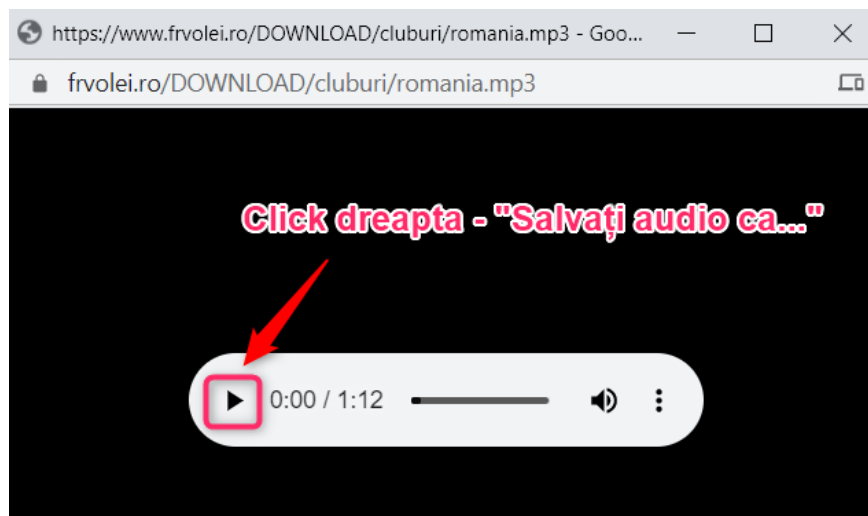 https://www.frvolei.ro/DOWNLOAD/cluburi/romania.mp3 - Goo...
frvolei.ro/DOWNLOAD/cluburi/romania.mp3
Click dreapta - "Salvați audio ca..."
0:00 / 1:12